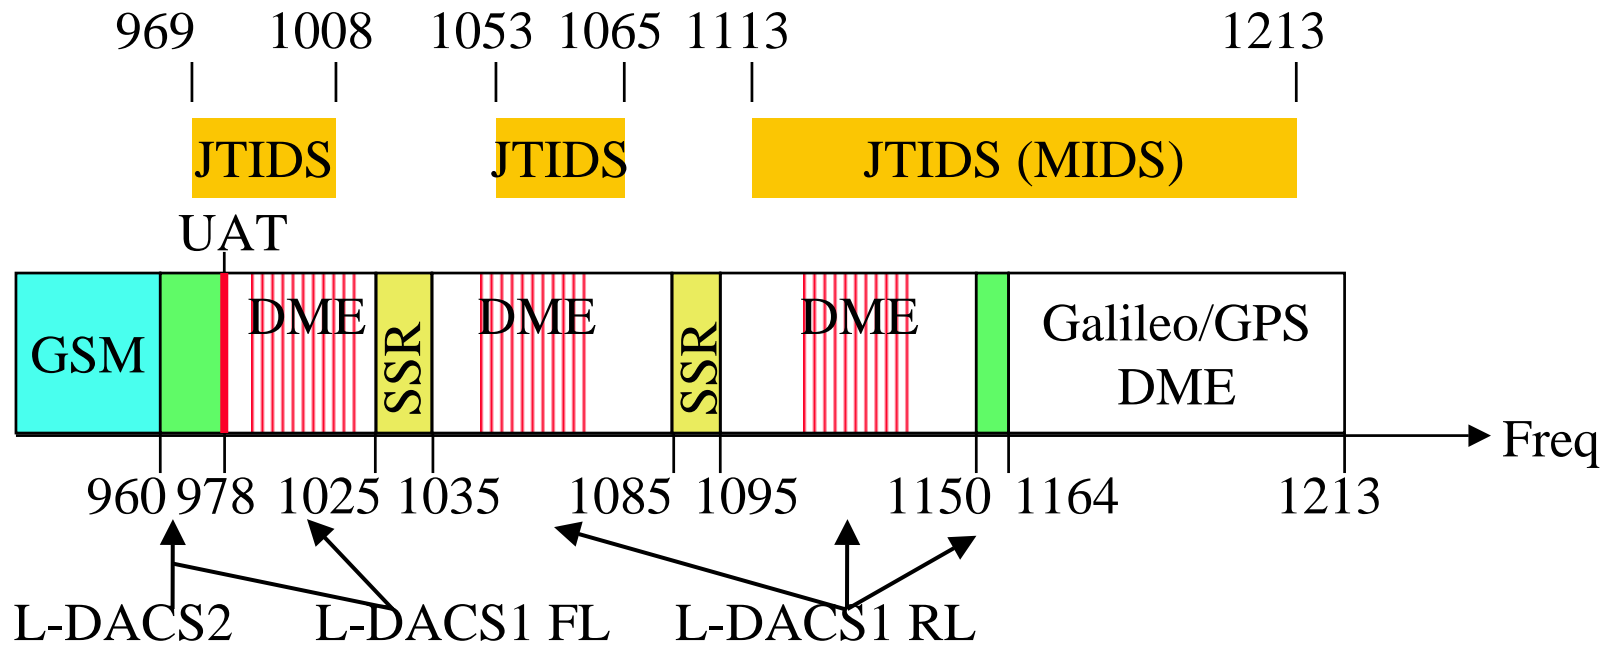 969 1008 1053 1065 1113 1213
JTIDS JTIDS JTIDS (MIDS)
UAT
GSM DME SSR DME SSR DME Galileo/GPS
DME
Freq
960 978 1025 1035 1085 1095 1150 1164 1213
L-DACS2 L-DACS1 FL L-DACS1 RL